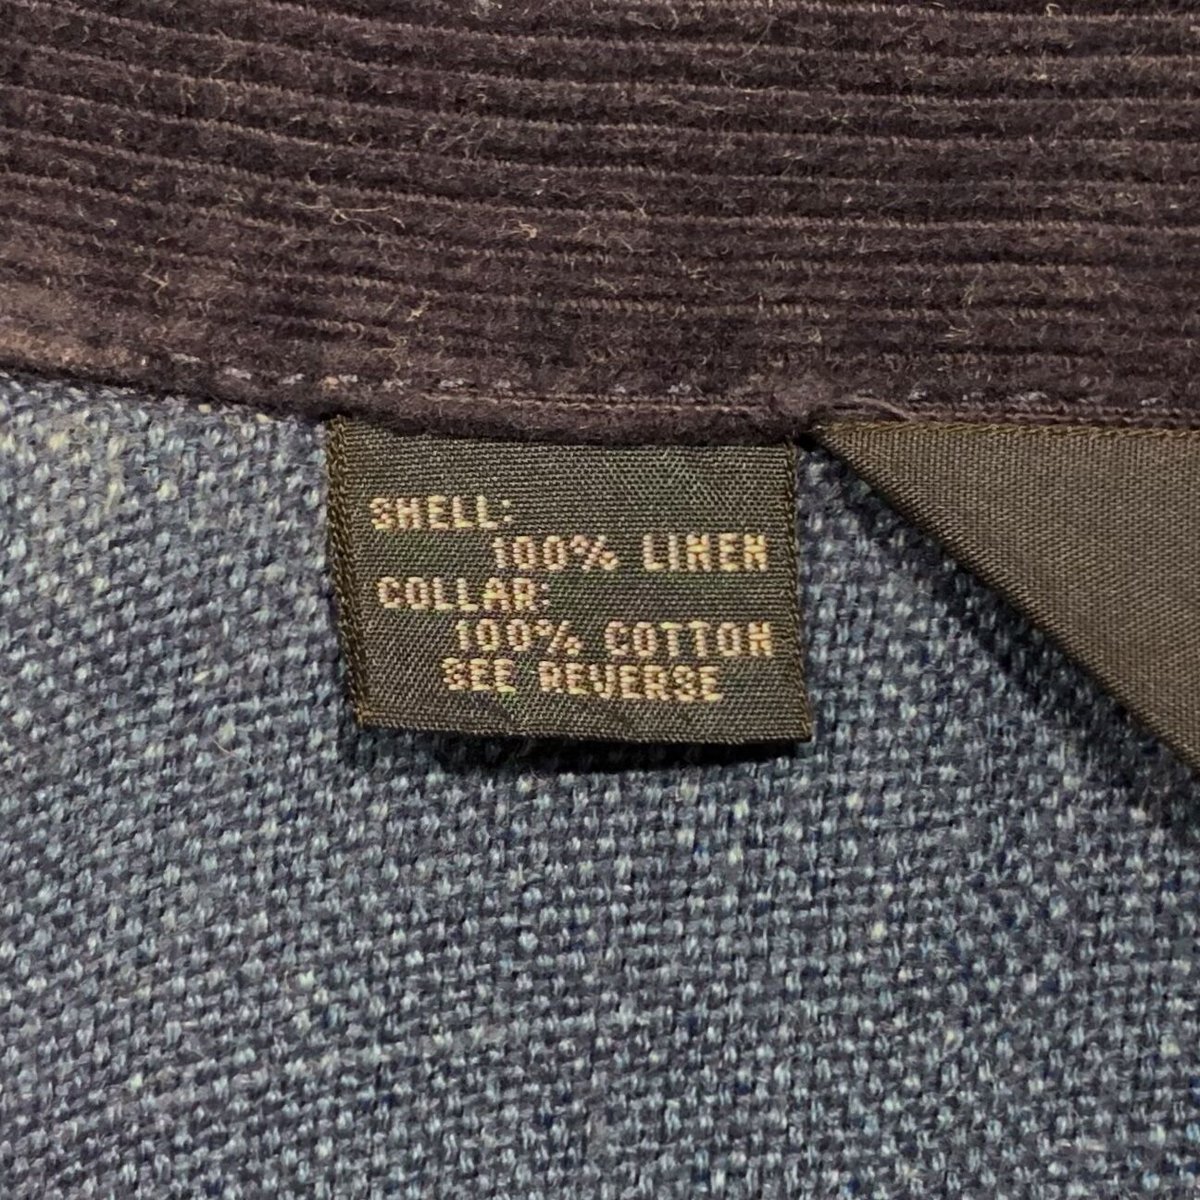 SHELL:
100% LINEN
COLLAR:
100% COTTON
SEE REVERSE